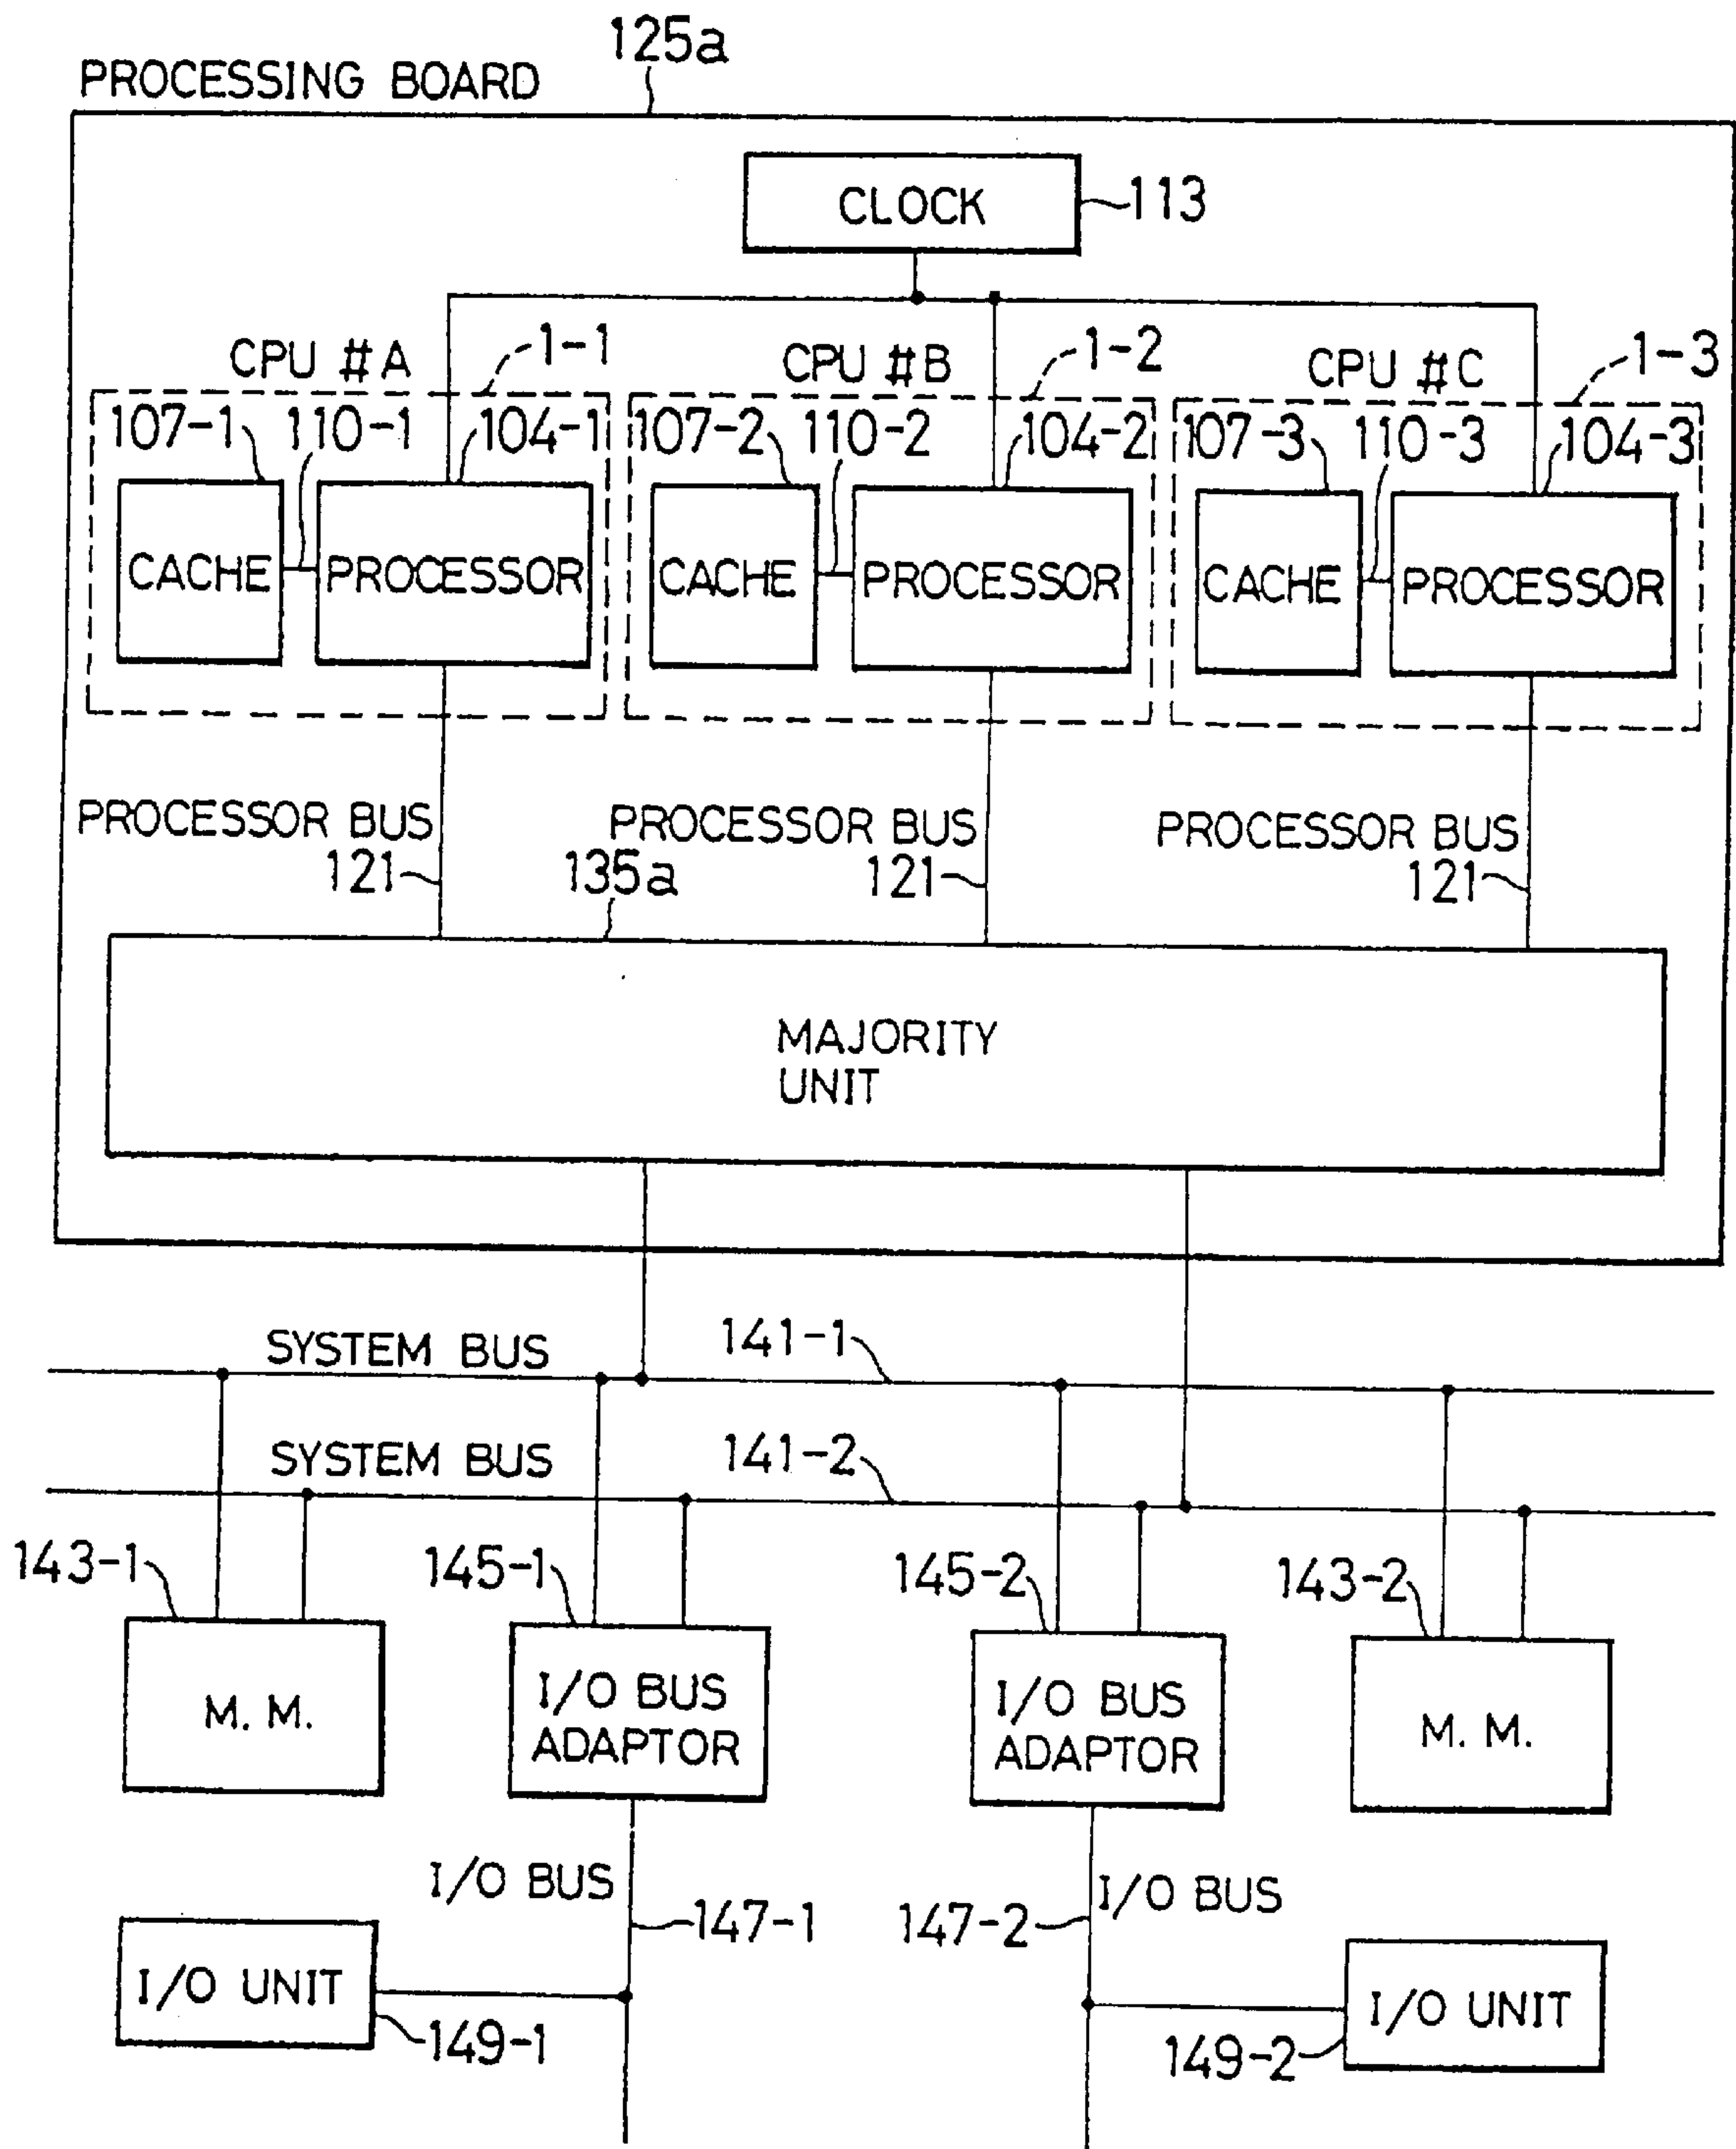 125a
PROCESSING BOARD
CLOCK
113
CPU #A
1-1
CPU #B
1-2
CPU #C
1-3
107-1
110-1
104-1
107-2
110-2
104-2
107-3
110-3
104-3
CACHE
PROCESSOR
CACHE
PROCESSOR
CACHE
PROCESSOR
PROCESSOR BUS
121
PROCESSOR BUS
121
PROCESSOR BUS
121
135a
MAJORITY
UNIT
SYSTEM BUS
141-1
SYSTEM BUS
141-2
143-1
145-1
145-2
143-2
M. M.
I/O BUS
ADAPTOR
I/O BUS
ADAPTOR
M. M.
I/O BUS
147-1
147-2
I/O BUS
I/O UNIT
149-1
149-2
I/O UNIT